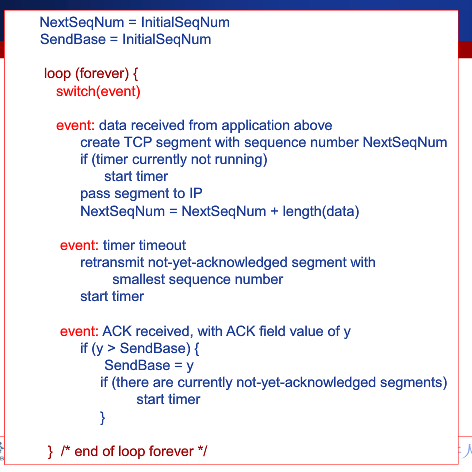 NextSeqNum = InitialSeqNum
SendBase = InitialSeqNum
loop (forever) {
switch(event)
event: data received from application above
create TCP segment with sequence number NextSeqNum
if (timer currently not running)
start timer
pass segment to IP
NextSeqNum = NextSeqNum + length(data)
event: timer timeout
retransmit not-yet-acknowledged segment with
smallest sequence number
start timer
event: ACK received, with ACK field value of y
if (y > SendBase) {
SendBase = y
if (there are currently not-yet-acknowledged segments)
start timer
}
} /* end of loop forever */